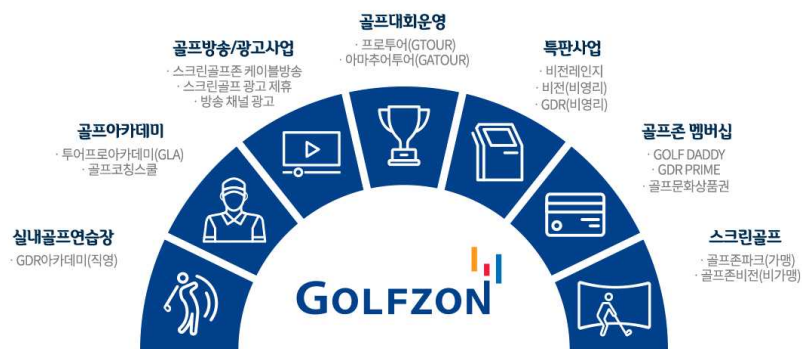 골프대회운영
· 프로투어(GTOUR)
· 아마추어투어(GATOUR)
골프방송/광고사업
· 스크린골프존 케이블방송
· 스크린골프 광고 제휴
· 방송 채널 광고
특판사업
· 비전레인지
· 비전(비영리)
· GDR(비영리)
골프아카데미
· 투어프로아카데미(GLA)
· 골프코칭스쿨
골프존 멤버십
· GOLF DADDY
· GDR PRIME
· 골프문화상품권
실내골프연습장
· GDR아카데미(직영)
스크린골프
· 골프존파크(가맹)
· 골프존비전(비가맹)
GOLFZON